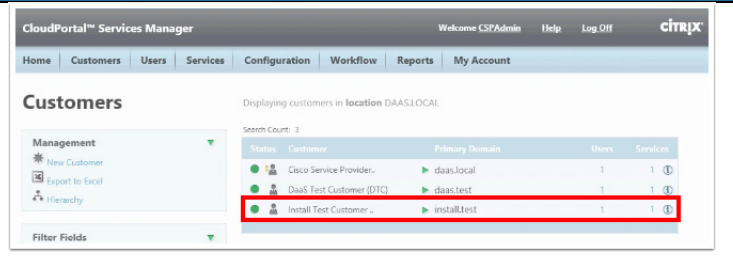 CloudPortal™ Services Manager
Welcome CSPAdmin Help Log Off CITRIX
Home Customers Users Services Configuration Workflow Reports My Account
Customers
Displaying customers in location DAAS.LOCAL
Search Count: 3
Management
New Customer
Export to Excel
Hierarchy
Filter Fields
Status Customer Primary Domain Users Services
Cisco Service Provider.. daas.local 1 1
DaaS Test Customer (DTC) daas.test 1 1
Install Test Customer .. install.test 1 1